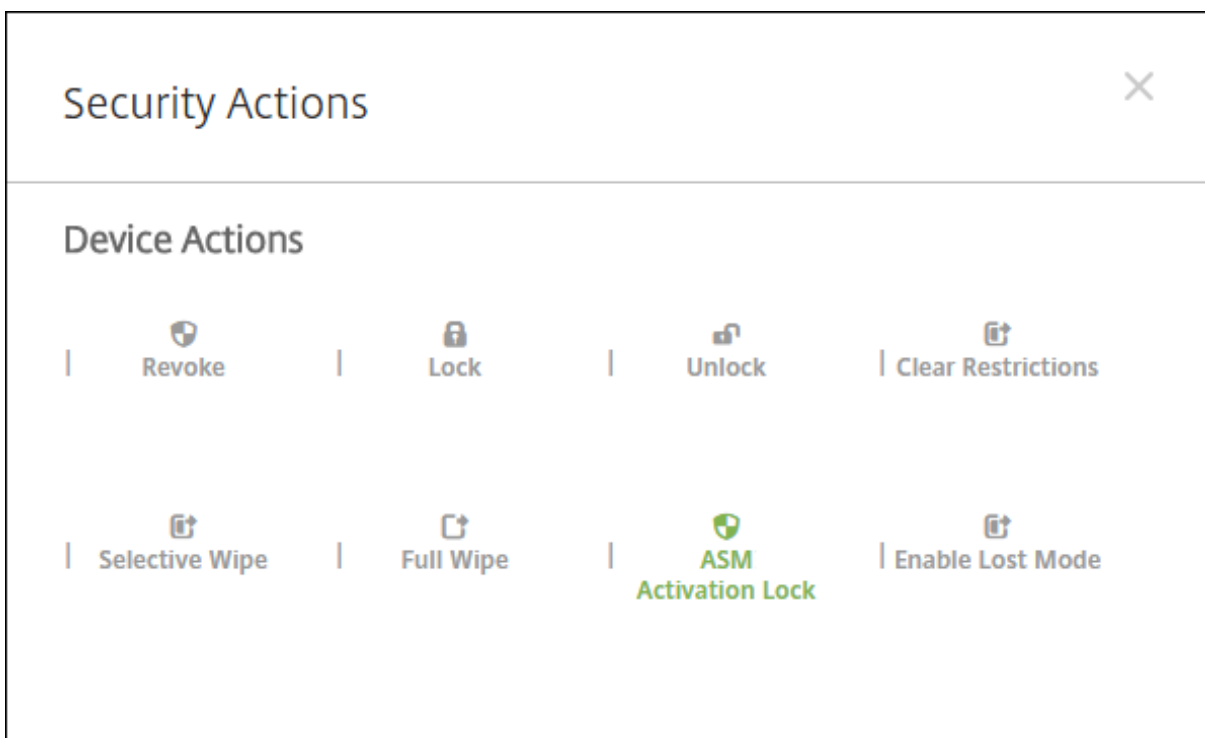 Security Actions
Device Actions
Revoke
Lock
Unlock
Clear Restrictions
Selective Wipe
Full Wipe
ASM
Activation Lock
Enable Lost Mode